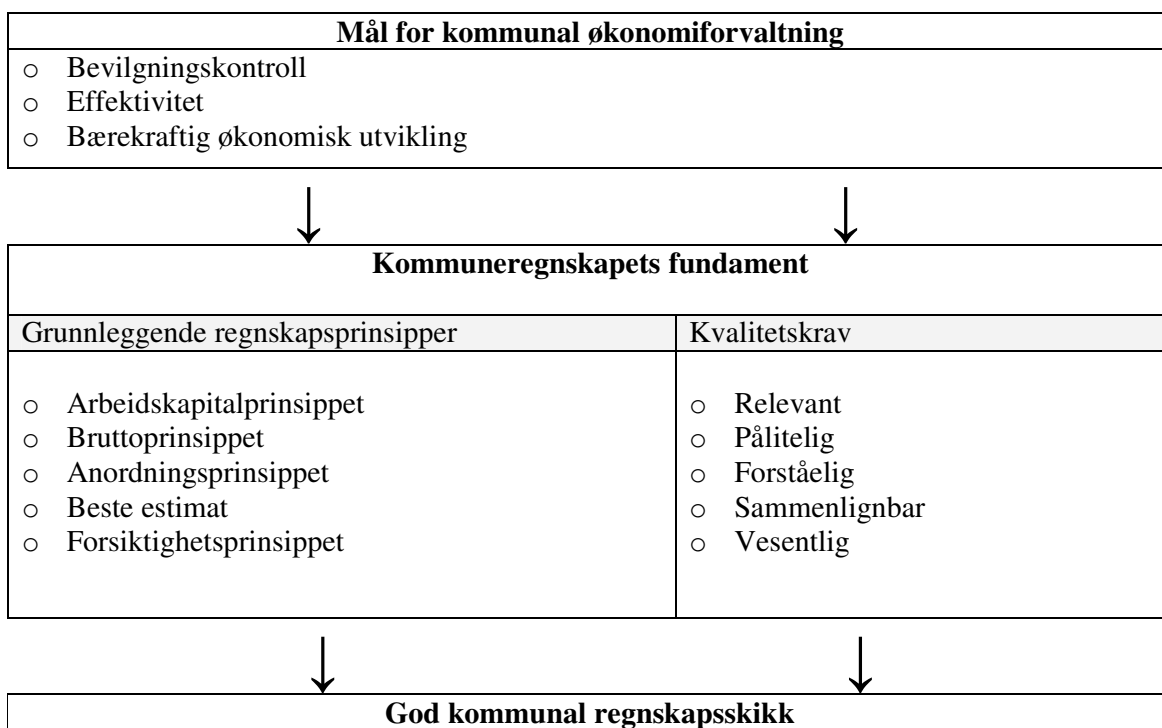 Mål for kommunal økonomiforvaltning
o Bevilgningskontroll
o Effektivitet
o Bærekraftig økonomisk utvikling
Kommuneregnskapets fundament
Grunnleggende regnskapsprinsipper
o Arbeidskapitalprinsippet
o Bruttoprinsippet
o Anordningsprinsippet
o Beste estimat
o Forsiktighetsprinsippet
Kvalitetskrav
o Relevant
o Pålitelig
o Forståelig
o Sammenlignbar
o Vesentlig
God kommunal regnskapsskikk